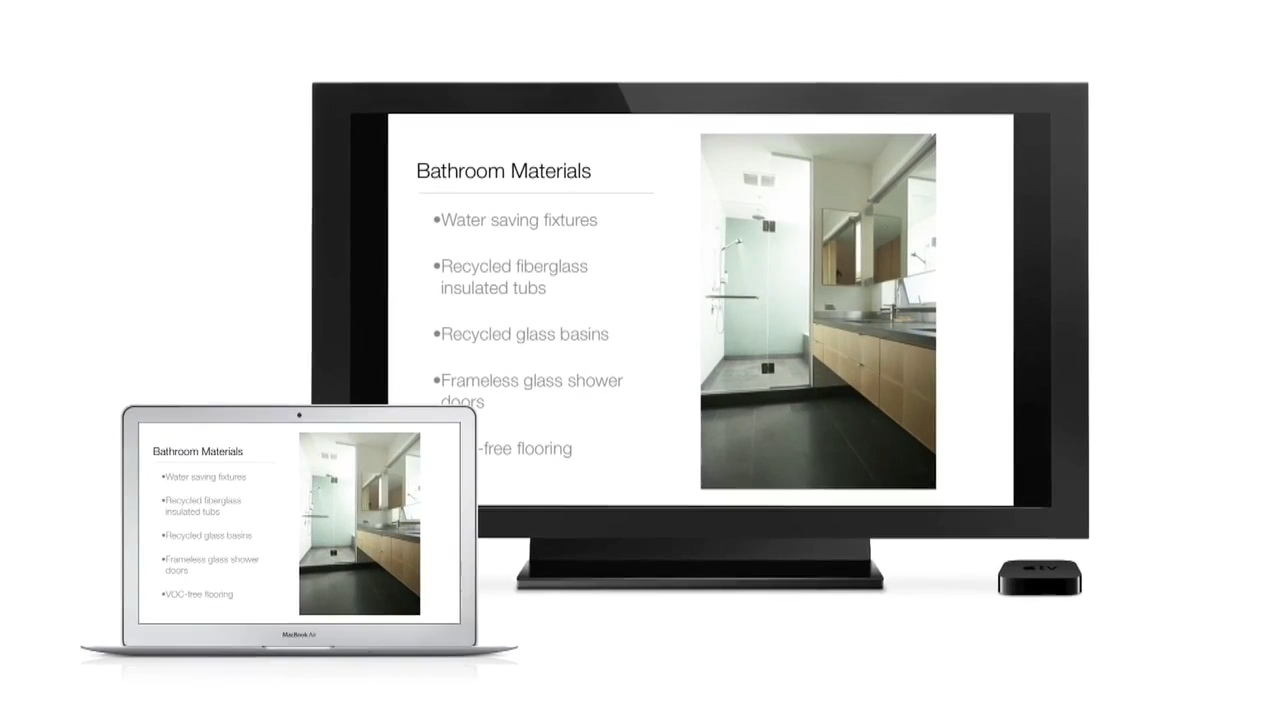 Bathroom Materials
•Water saving fixtures
•Recycled fiberglass
insulated tubs
•Recycled glass basins
•Frameless glass shower
doors
-free flooring
Bathroom Materials
•Water saving fixtures
•Recycled fiberglass
insulated tubs
•Recycled glass basins
•Frameless glass shower
doors
•VOC-free flooring
MacBook Air
tv